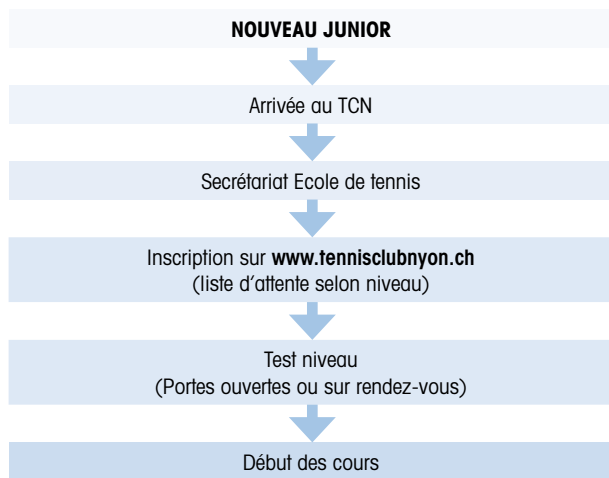 NOUVEAU JUNIOR
Arrivée au TCN
Secrétariat Ecole de tennis
Inscription sur www.tennisclubnyon.ch
(liste d’attente selon niveau)
Test niveau
(Portes ouvertes ou sur rendez-vous)
Début des cours